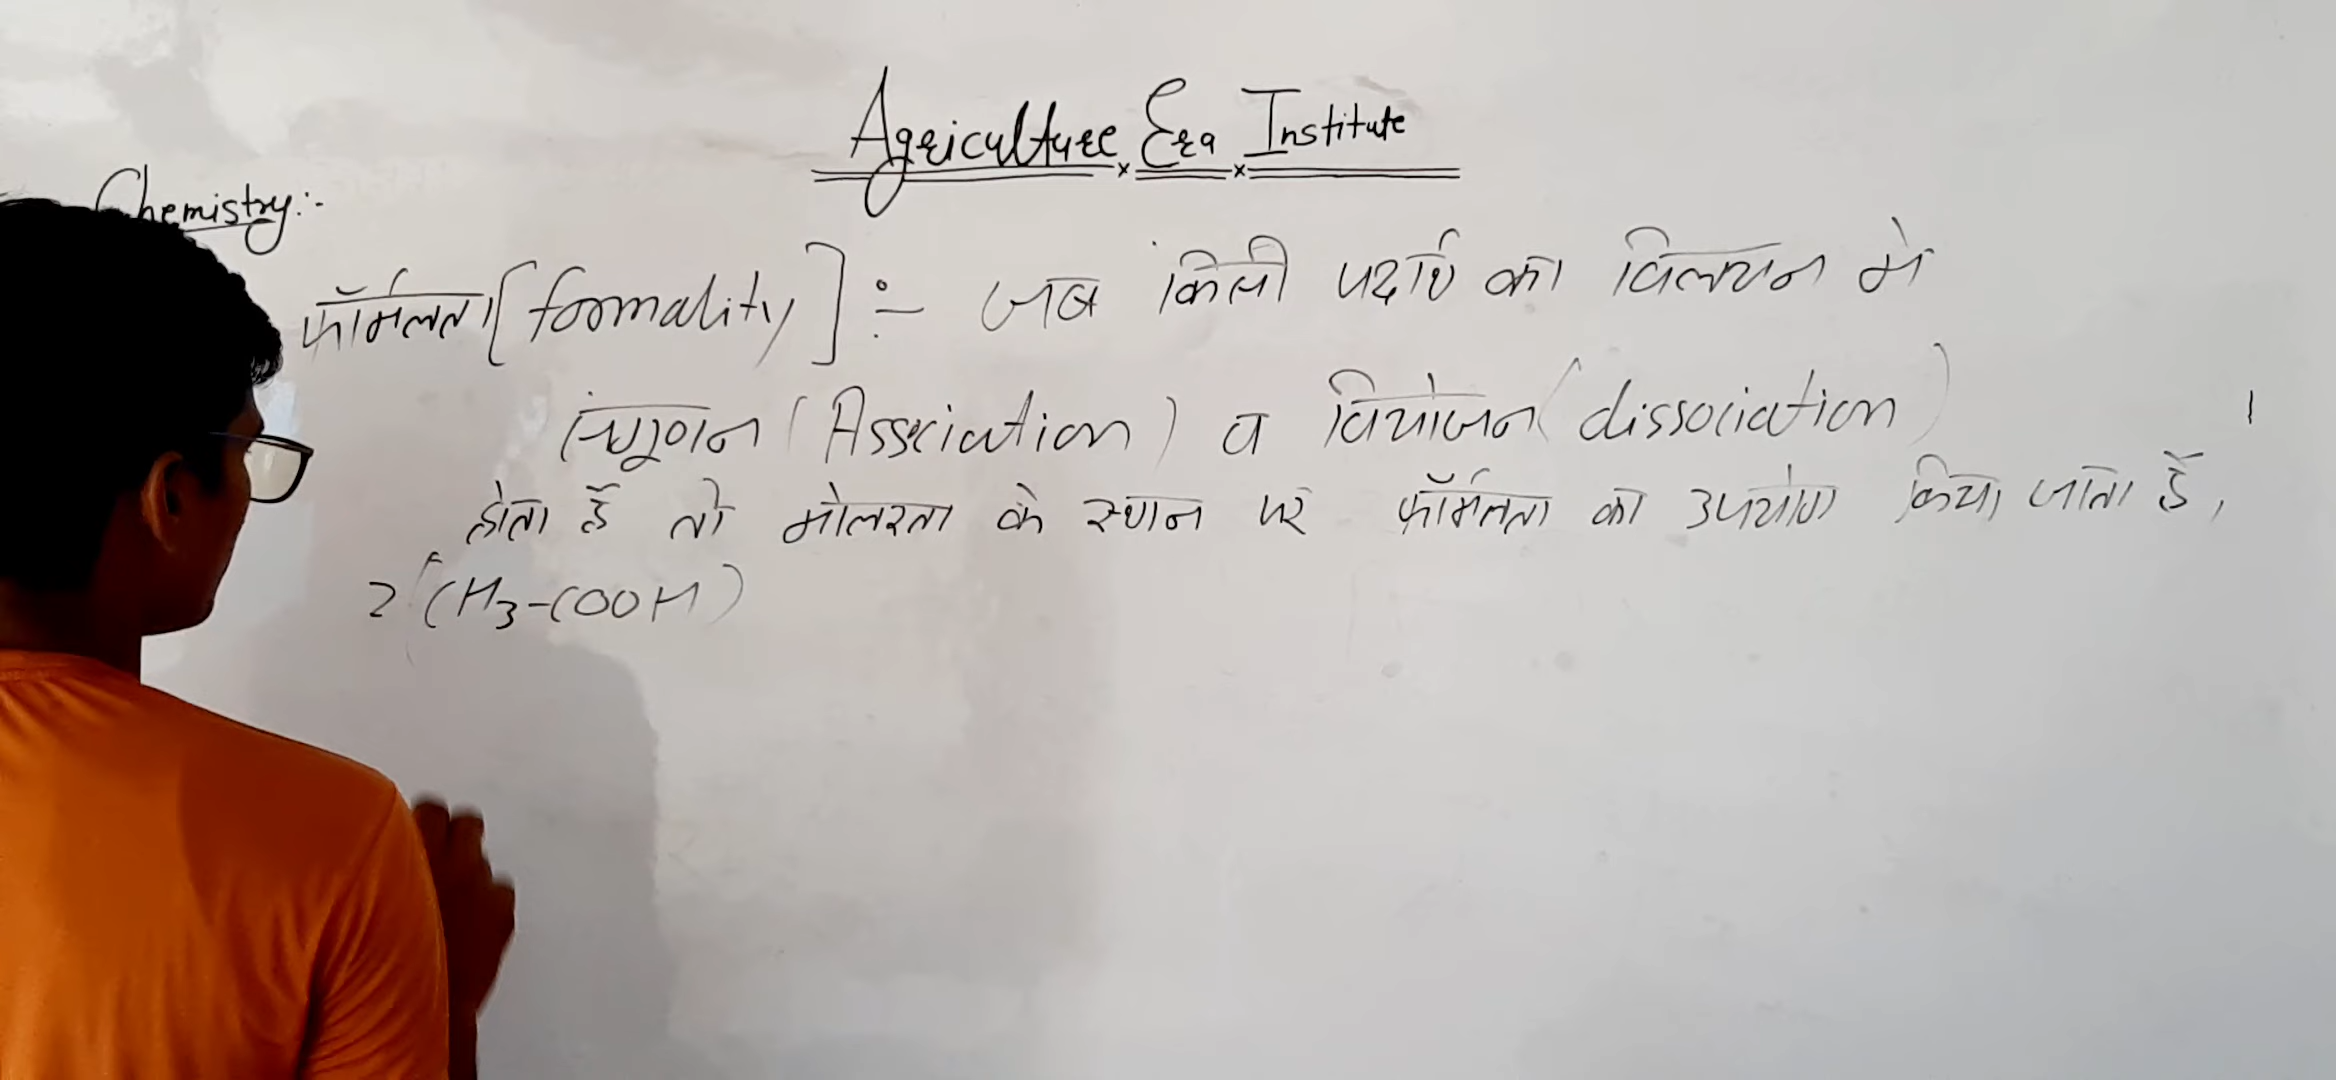 Agriculture Era Institute
Chemistry:-
फॉर्मलता [formality] :- जब किसी पदार्थ का विलयन में
संगुणन (Association) व वियोजन (dissociation)
होता हैं तो मोलरता के स्थान पर फॉर्मलता का उपयोग किया जाता हैं,
2(CH3-COOH)